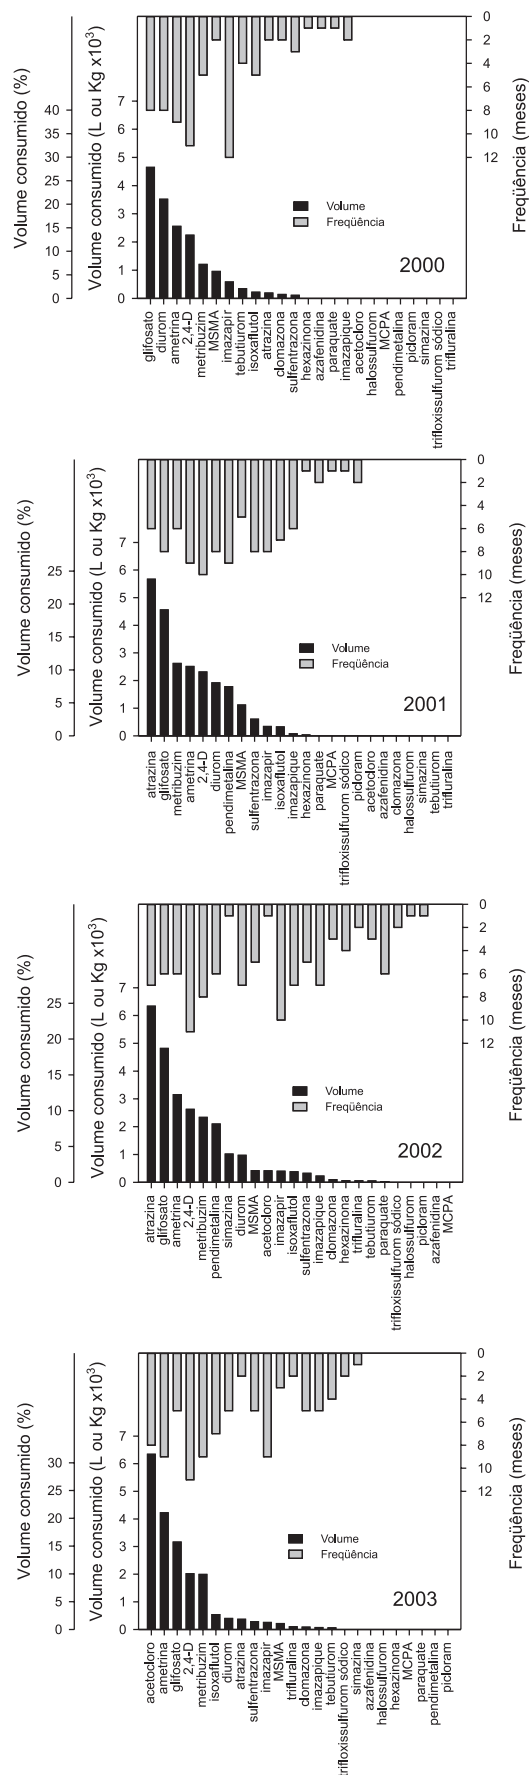 Volume consumido (%)
40
35
30
25
20
15
10
5
0
Volume consumido (L ou Kg x10³)
7
6
5
4
3
2
1
0
0
2
4
6
8
10
12
Freqüência (meses)
Volume
Freqüência
2000
glifosato
diurom
ametrina
2,4-D
metribuzim
MSMA
imazapir
tebutiurom
isoxaflutol
atrazina
clomazona
sulfentrazona
hexazinona
azafenidina
paraquate
imazapique
acetocloro
halossulfurom
MCPA
pendimetalina
picloram
simazina
trifloxissulfurom sódico
trifluralina
Volume consumido (%)
25
20
15
10
5
0
Volume consumido (L ou Kg x10³)
7
6
5
4
3
2
1
0
0
2
4
6
8
10
12
Freqüência (meses)
Volume
Freqüência
2001
atrazina
glifosato
metribuzim
ametrina
2,4-D
diurom
pendimetalina
MSMA
sulfentrazona
imazapir
isoxaflutol
imazapique
hexazinona
paraquate
MCPA
trifloxissulfurom sódico
picloram
acetocloro
azafenidina
clomazona
halossulfurom
simazina
tebutiurom
trifluralina
Volume consumido (%)
25
20
15
10
5
0
Volume consumido (L ou Kg x10³)
7
6
5
4
3
2
1
0
0
2
4
6
8
10
12
Freqüência (meses)
Volume
Freqüência
2002
atrazina
glifosato
ametrina
2,4-D
metribuzim
pendimetalina
simazina
diurom
MSMA
acetocloro
imazapir
isoxaflutol
sulfentrazona
imazapique
clomazona
hexazinona
trifluralina
tebutiurom
paraquate
trifloxissulfurom sódico
halossulfurom
picloram
azafenidina
MCPA
Volume consumido (%)
30
25
20
15
10
5
0
Volume consumido (L ou Kg x10³)
7
6
5
4
3
2
1
0
0
2
4
6
8
10
12
Freqüência (meses)
Volume
Freqüência
2003
acetocloro
ametrina
glifosato
2,4-D
metribuzim
isoxaflutol
diurom
atrazina
sulfentrazona
imazapir
MSMA
trifluralina
clomazona
imazapique
tebutiurom
trifloxissulfurom sódico
simazina
azafenidina
halossulfurom
hexazinona
MCPA
paraquate
pendimetalina
picloram